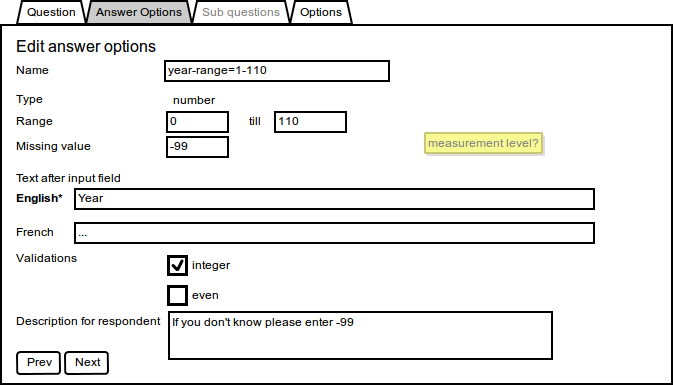 Question Answer Options Sub questions Options
Edit answer options
Name year-range=1-110
Type number
Range 0 till 110
Missing value -99
measurement level?
Text after input field
English* Year
French ...
Validations
integer
even
Description for respondent If you don't know please enter -99
Prev Next